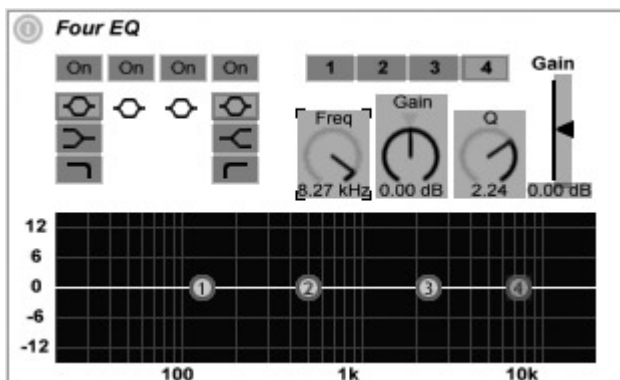 Four EQ
On On On On
1 2 3 4 Gain
Freq Gain Q
8.27 kHz 0.00 dB 2.24 0.00 dB
12
6
0 1 2 3 4
-6
-12
100 1k 10k